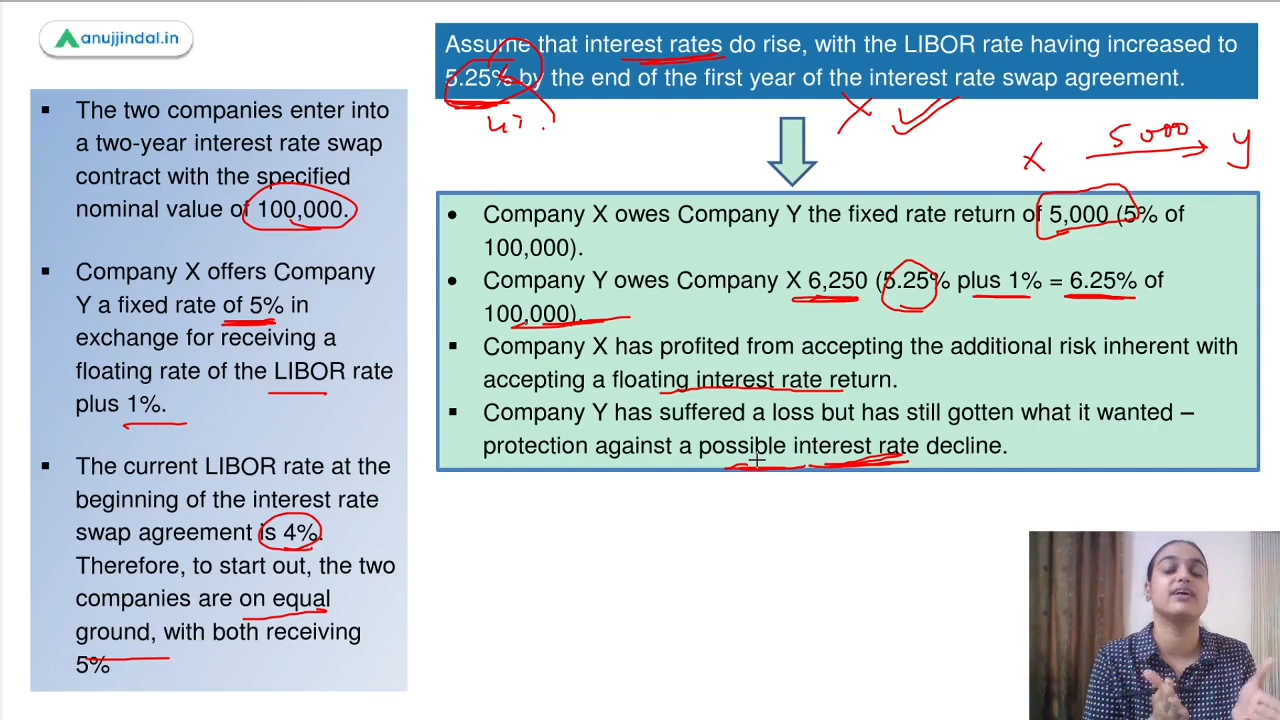 anujjindal.in
Assume that interest rates do rise, with the LIBOR rate having increased to
5.25% by the end of the first year of the interest rate swap agreement.
4%
X
X 5000 Y
▪ The two companies enter into
a two-year interest rate swap
contract with the specified
nominal value of 100,000.
▪ Company X offers Company
Y a fixed rate of 5% in
exchange for receiving a
floating rate of the LIBOR rate
plus 1%.
▪ The current LIBOR rate at the
beginning of the interest rate
swap agreement is 4%.
Therefore, to start out, the two
companies are on equal
ground, with both receiving
5%
• Company X owes Company Y the fixed rate return of 5,000 (5% of
100,000).
• Company Y owes Company X 6,250 (5.25% plus 1% = 6.25% of
100,000).
▪ Company X has profited from accepting the additional risk inherent with
accepting a floating interest rate return.
▪ Company Y has suffered a loss but has still gotten what it wanted –
protection against a possible interest rate decline.